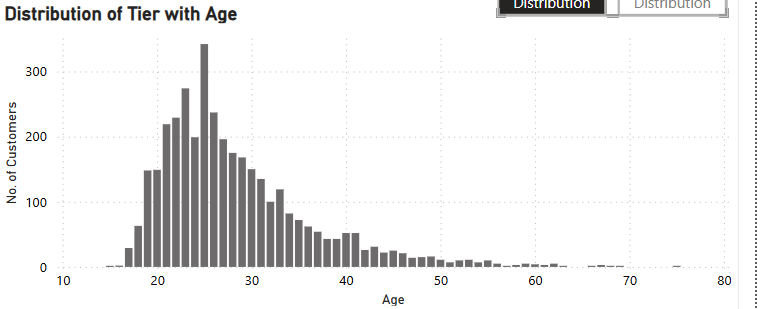 Distribution
Distribution
Distribution of Tier with Age
No. of Customers
300
200
100
0
10
20
30
40
50
60
70
80
Age